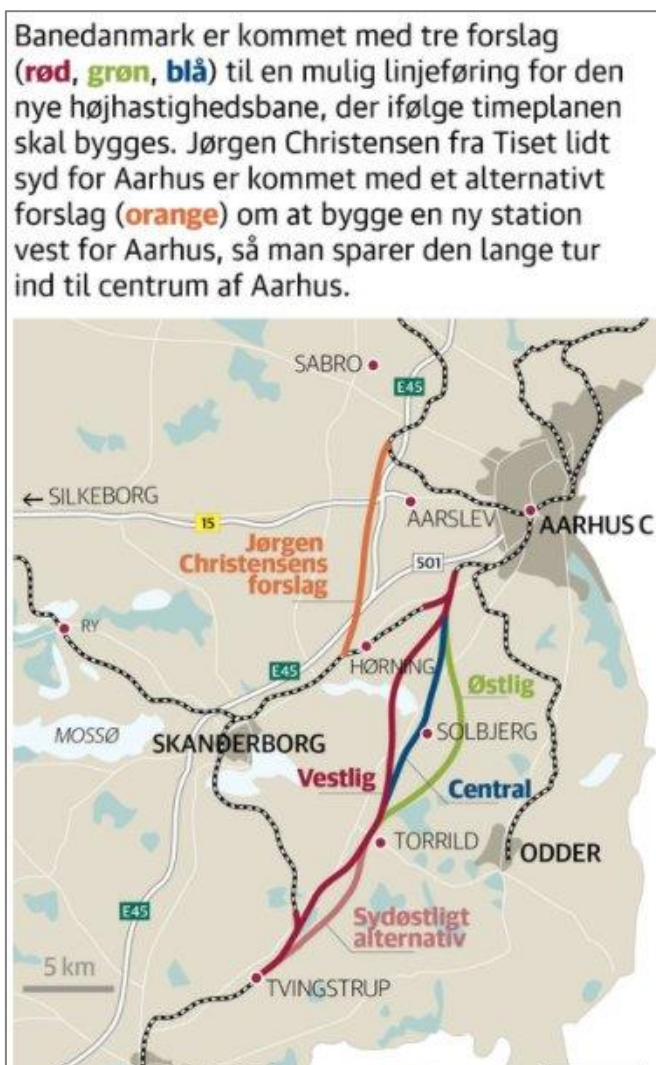 Banedanmark er kommet med tre forslag
(rød, grøn, blå) til en mulig linjeføring for den
nye højhastighedsbane, der ifølge timeplanen
skal bygges. Jørgen Christensen fra Tiset lidt
syd for Aarhus er kommet med et alternativt
forslag (orange) om at bygge en ny station
vest for Aarhus, så man sparer den lange tur
ind til centrum af Aarhus.
SABRO
E45
← SILKEBORG
15
AARSLEV
AARHUS C
Jørgen
Christensens
forslag
501
RY
E45
HØRNING
Østlig
MOSSØ
SKANDERBORG
SOLBJERG
Vestlig
Central
TORRILD
ODDER
E45
Sydøstligt
alternativ
5 km
TVINGSTRUP